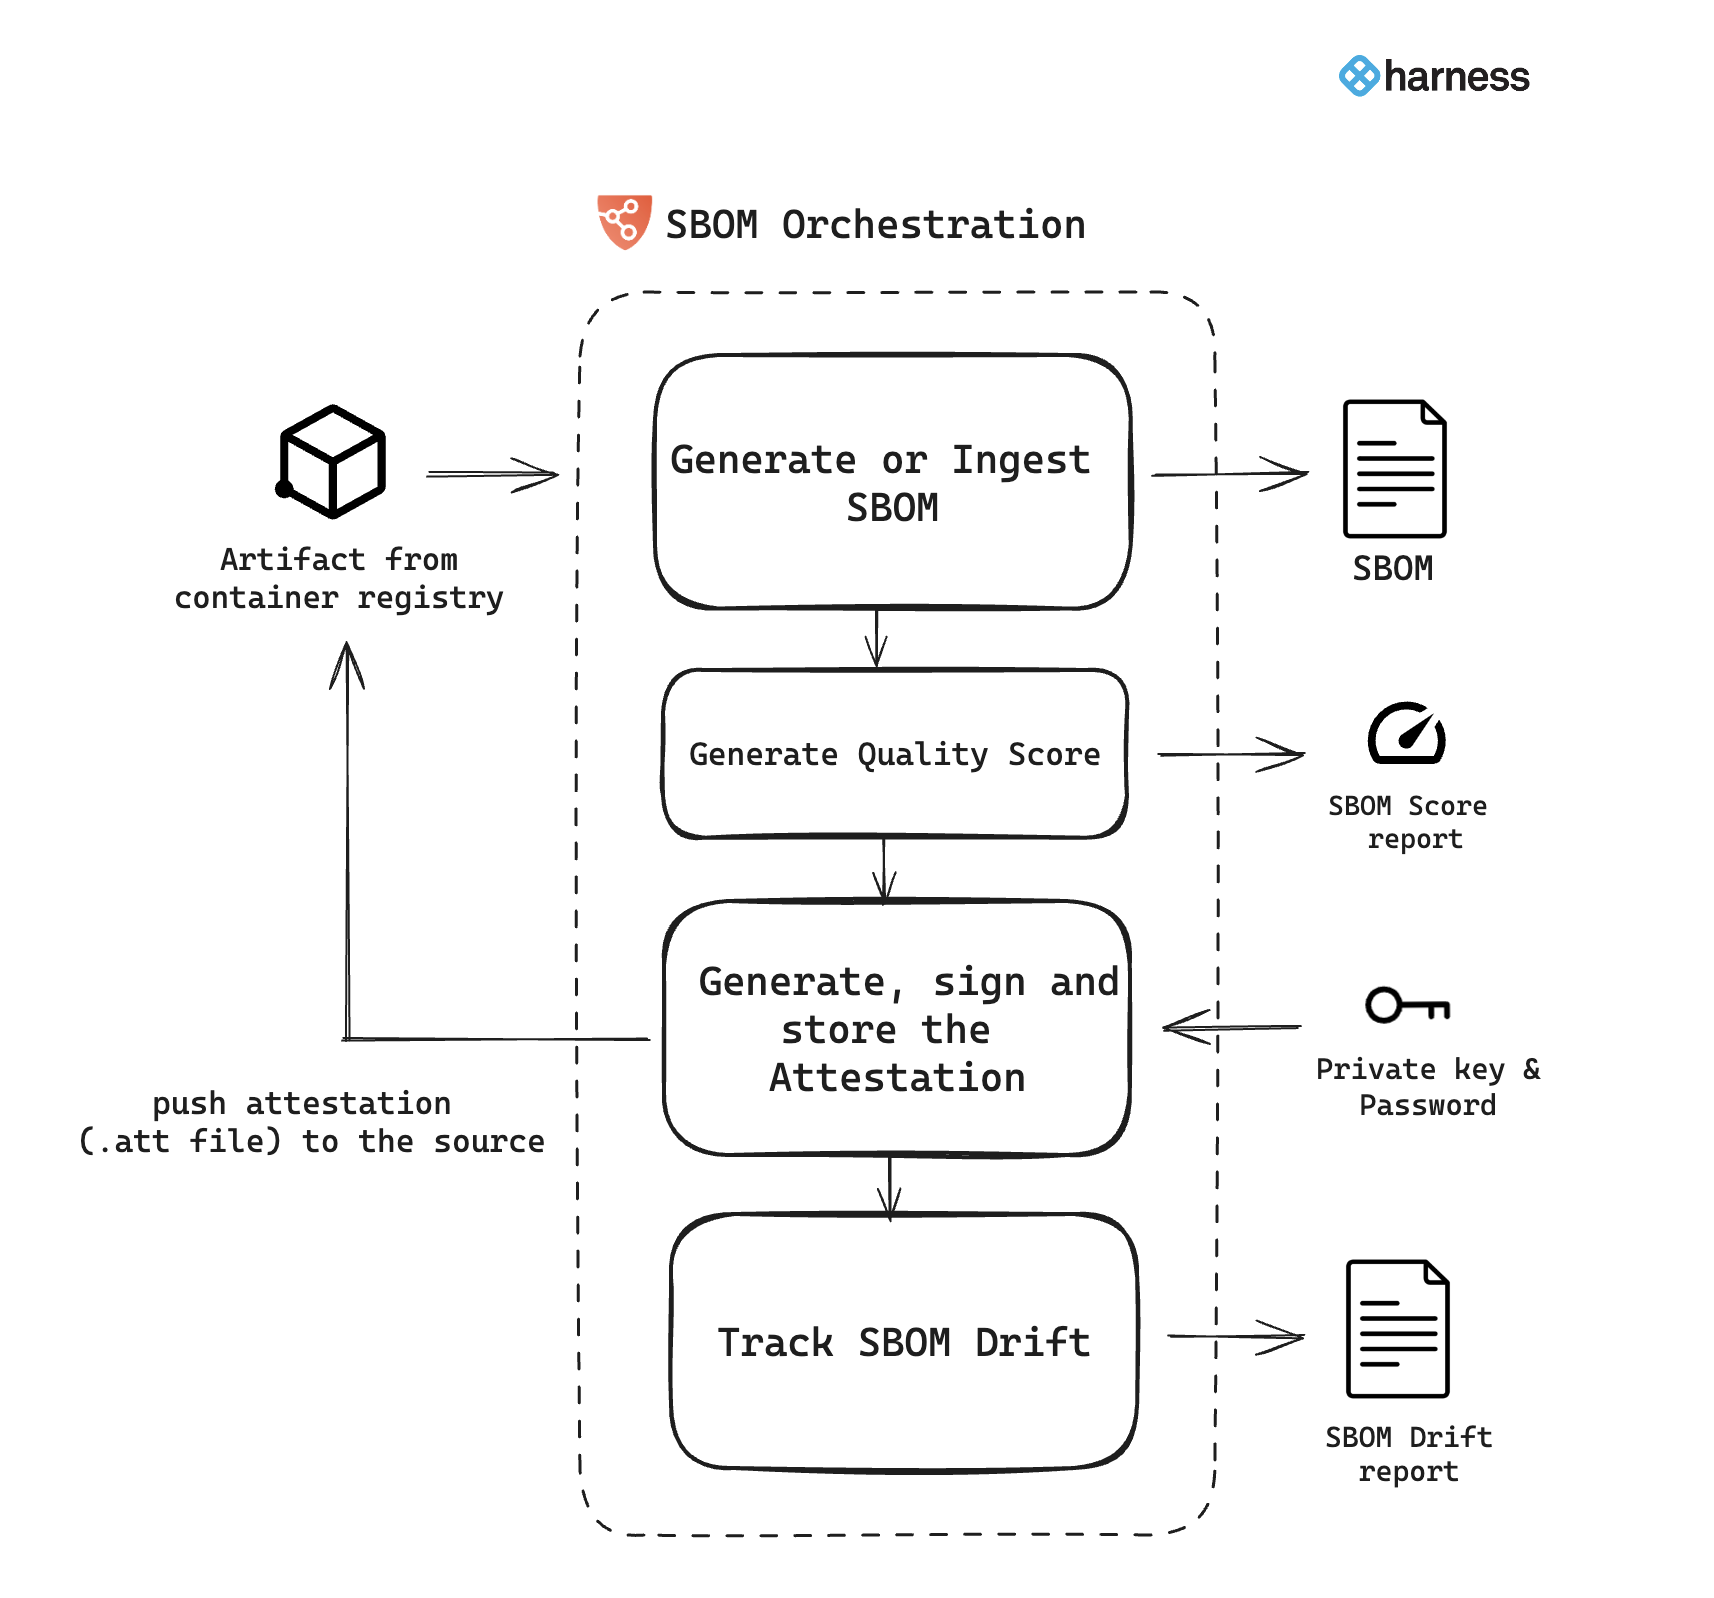 harness
SBOM Orchestration
Generate or Ingest
SBOM
Artifact from
container registry
SBOM
Generate Quality Score
SBOM Score
report
Generate, sign and
store the
Attestation
Private key &
Password
push attestation
(.att file) to the source
Track SBOM Drift
SBOM Drift
report